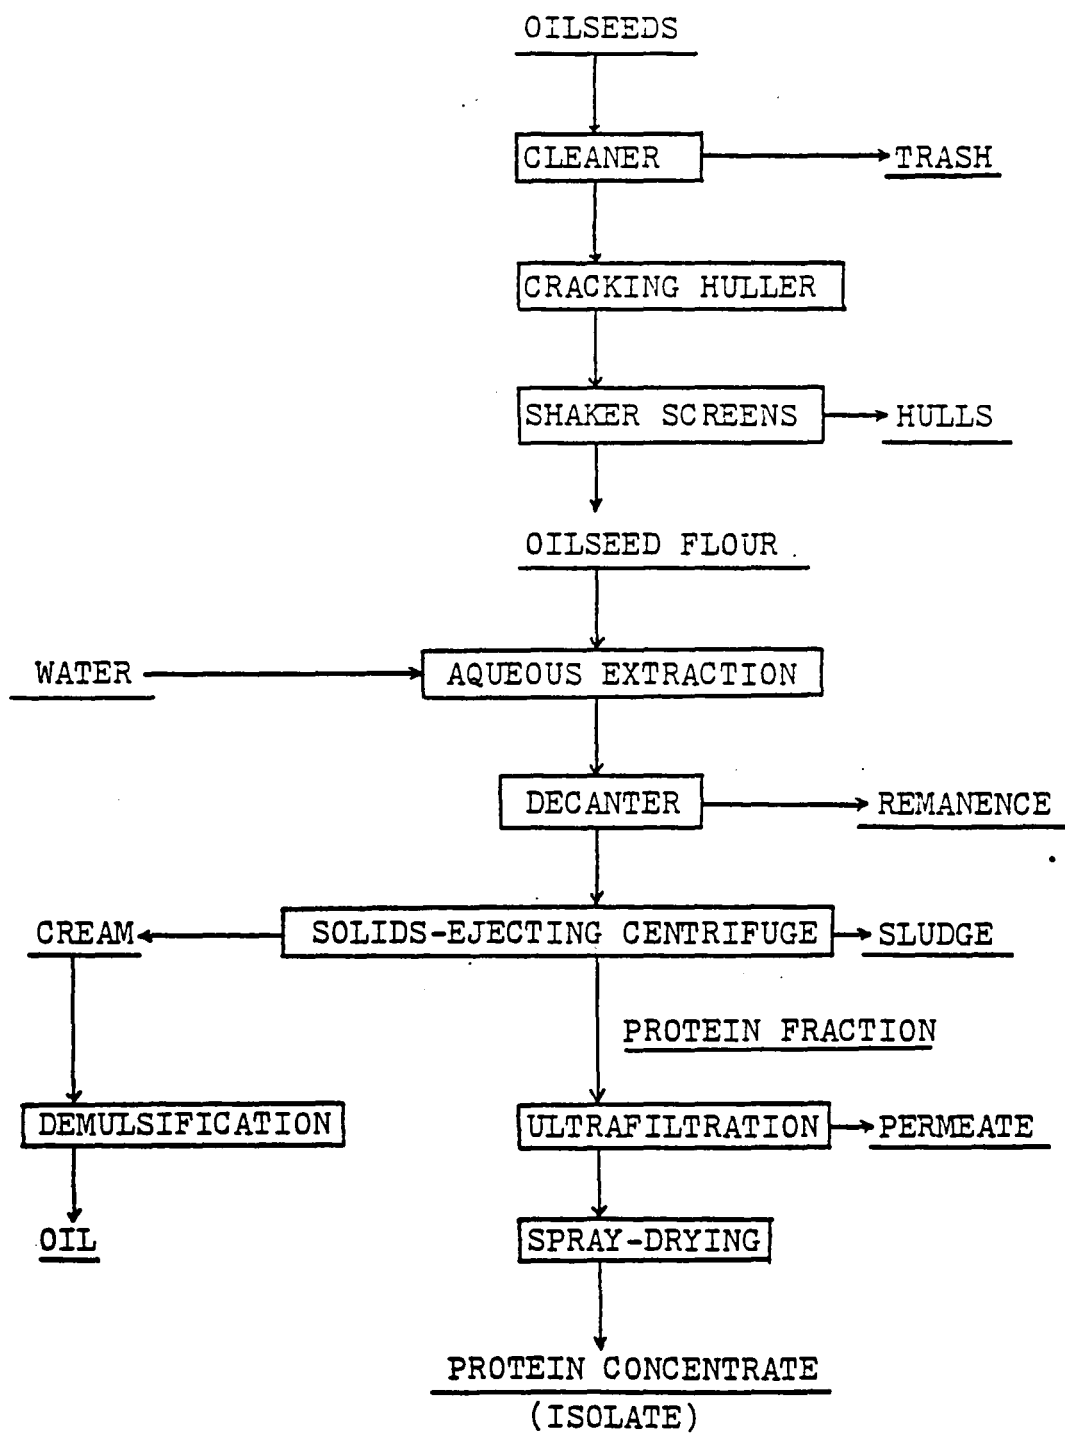 OILSEEDS
CLEANER
TRASH
CRACKING HULLER
SHAKER SCREENS
HULLS
OILSEED FLOUR
WATER
AQUEOUS EXTRACTION
DECANTER
REMANENCE
CREAM
SOLIDS-EJECTING CENTRIFUGE
SLUDGE
PROTEIN FRACTION
DEMULSIFICATION
ULTRAFILTRATION
PERMEATE
OIL
SPRAY-DRYING
PROTEIN CONCENTRATE
(ISOLATE)